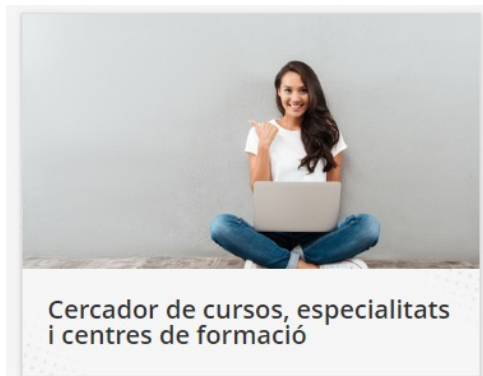 Cercador de cursos, especialitats
i centres de formació